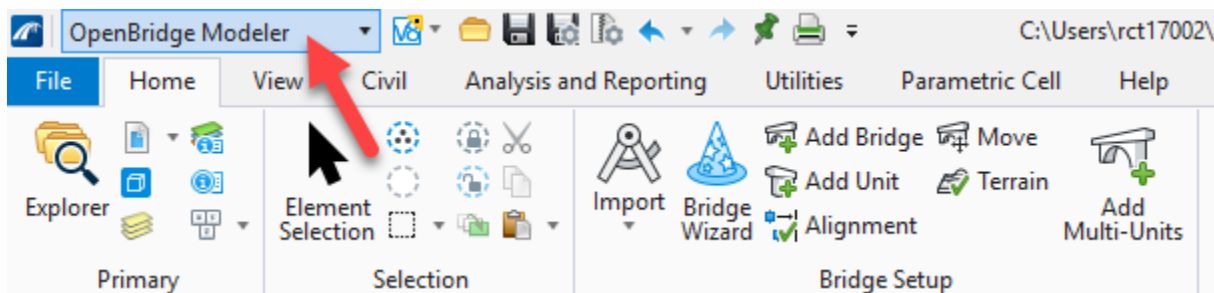 OpenBridge Modeler
V8
C:\Users\rct17002\
File Home View Civil Analysis and Reporting Utilities Parametric Cell Help
Explorer
Element
Selection
Import
Bridge
Wizard
Add Bridge Move
Add Unit Terrain
Alignment
Add
Multi-Units
Primary Selection Bridge Setup